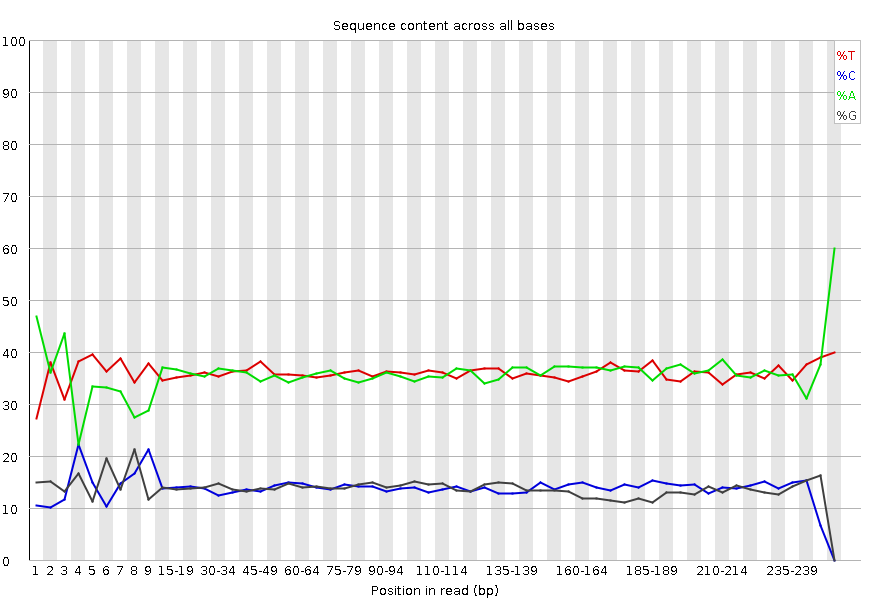 Sequence content across all bases
100
90
80
70
60
50
40
30
20
10
0
%T
%C
%A
%G
1 2 3 4 5 6 7 8 9 15-19 30-34 45-49 60-64 75-79 90-94 110-114 135-139 160-164 185-189 210-214 235-239
Position in read (bp)